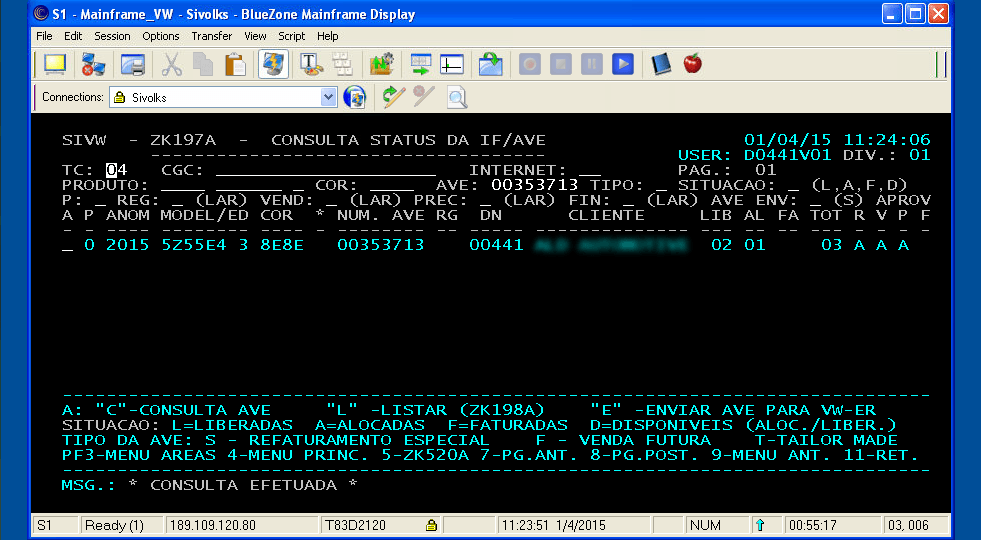 S1 - Mainframe_VW - Sivolks - BlueZone Mainframe Display
File Edit Session Options Transfer View Script Help
Connections: Sivolks
SIVW - ZK197A - CONSULTA STATUS DA IF/AVE 01/04/15 11:24:06
--------------------------------------- USER: D0441V01 DIV.: 01
TC: 04 CGC: ____________________ INTERNET: __ PAG.: 01
PRODUTO: ____ ______ _ COR: ____ AVE: 00353713 TIPO: _ SITUACAO: _ (L,A,F,D)
P: _ REG: _ (LAR) VEND: _ (LAR) PREC: _ (LAR) FIN: _ (LAR) AVE ENV: _ (S) APROV
A P ANOM MODEL/ED COR * NUM. AVE RG DN CLIENTE LIB AL FA TOT R V P F
- - ---- -------- ---- - -------- -- ----- -------------- --- -- -- --- - - - -
_ 0 2015 5Z55E4 3 8E8E 00353713 00441 02 01 03 A A A
-------------------------------------------------------------------------------
A: "C"-CONSULTA AVE "L" -LISTAR (ZK198A) "E" -ENVIAR AVE PARA VW-ER
SITUACAO: L=LIBERADAS A=ALOCADAS F=FATURADAS D=DISPONIVEIS (ALOC./LIBER.)
TIPO DA AVE: S - REFATURAMENTO ESPECIAL F - VENDA FUTURA T-TAILOR MADE
PF3-MENU AREAS 4-MENU PRINC. 5-ZK520A 7-PG.ANT. 8-PG.POST. 9-MENU ANT. 11-RET.
-------------------------------------------------------------------------------
MSG.: * CONSULTA EFETUADA *
S1 Ready (1) 189.109.120.80 T83D2120 11:23:51 1/4/2015 NUM 00:55:17 03, 006